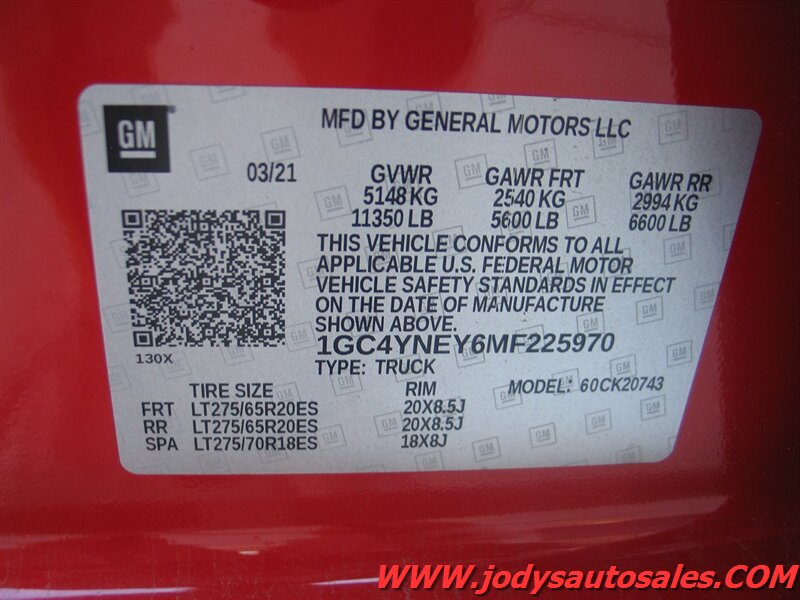 GM
MFD BY GENERAL MOTORS LLC
03/21
GVWR GAWR FRT GAWR RR
5148 KG 2540 KG 2994 KG
11350 LB 5600 LB 6600 LB
THIS VEHICLE CONFORMS TO ALL
APPLICABLE U.S. FEDERAL MOTOR
VEHICLE SAFETY STANDARDS IN EFFECT
ON THE DATE OF MANUFACTURE
SHOWN ABOVE.
130X
1GC4YNEY6MF225970
TYPE: TRUCK MODEL: 60CK20743
TIRE SIZE RIM
FRT LT275/65R20ES 20X8.5J
RR LT275/65R20ES 20X8.5J
SPA LT275/70R18ES 18X8J
WWW.jodysautosales.COM